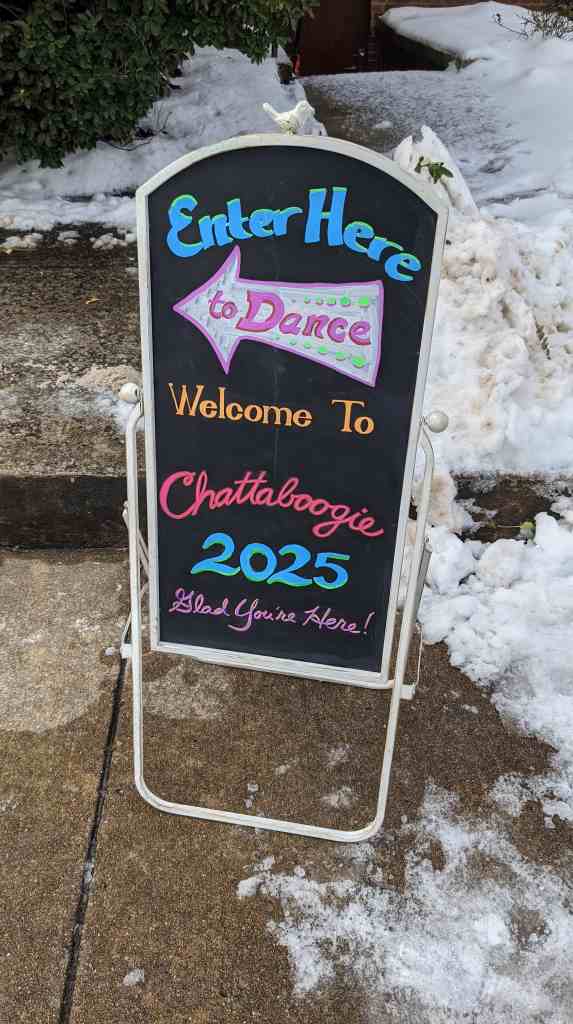 Enter Here
to Dance
Welcome To
Chattaboogie
2025
Glad You're Here!